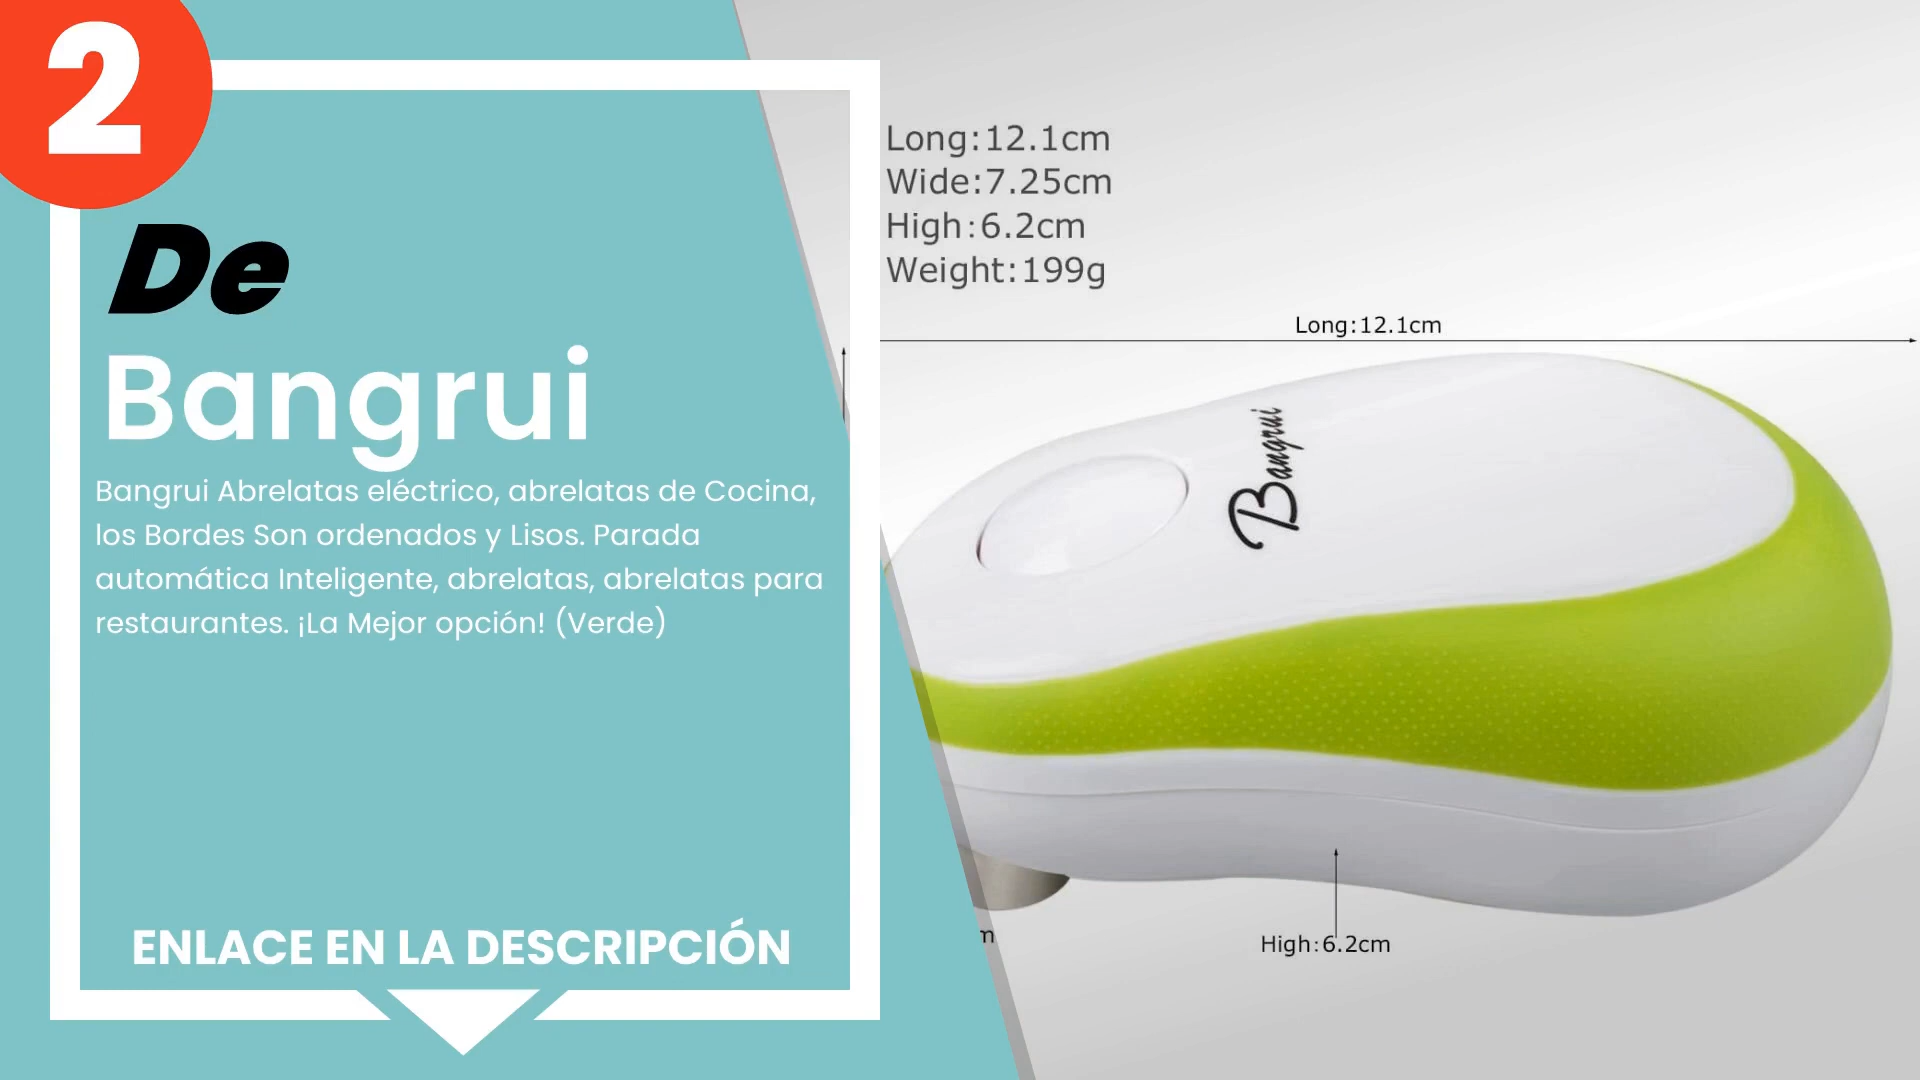 2
De
Bangrui
Bangrui Abrelatas eléctrico, abrelatas de Cocina,
los Bordes Son ordenados y Lisos. Parada
automática Inteligente, abrelatas, abrelatas para
restaurantes. ¡La Mejor opción! (Verde)
ENLACE EN LA DESCRIPCIÓN
Long:12.1cm
Wide:7.25cm
High:6.2cm
Weight:199g
Long:12.1cm
Bangrui
High:6.2cm